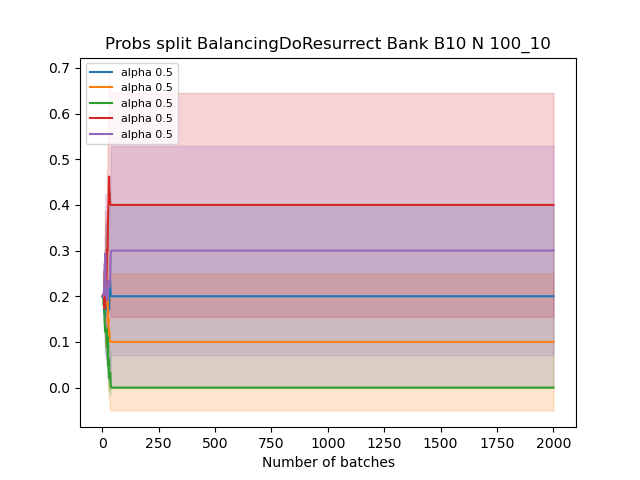 Probs split BalancingDoResurrect Bank B10 N 100_10
0.7
0.6
0.5
0.4
0.3
0.2
0.1
0.0
alpha 0.5
alpha 0.5
alpha 0.5
alpha 0.5
alpha 0.5
0 250 500 750 1000 1250 1500 1750 2000
Number of batches